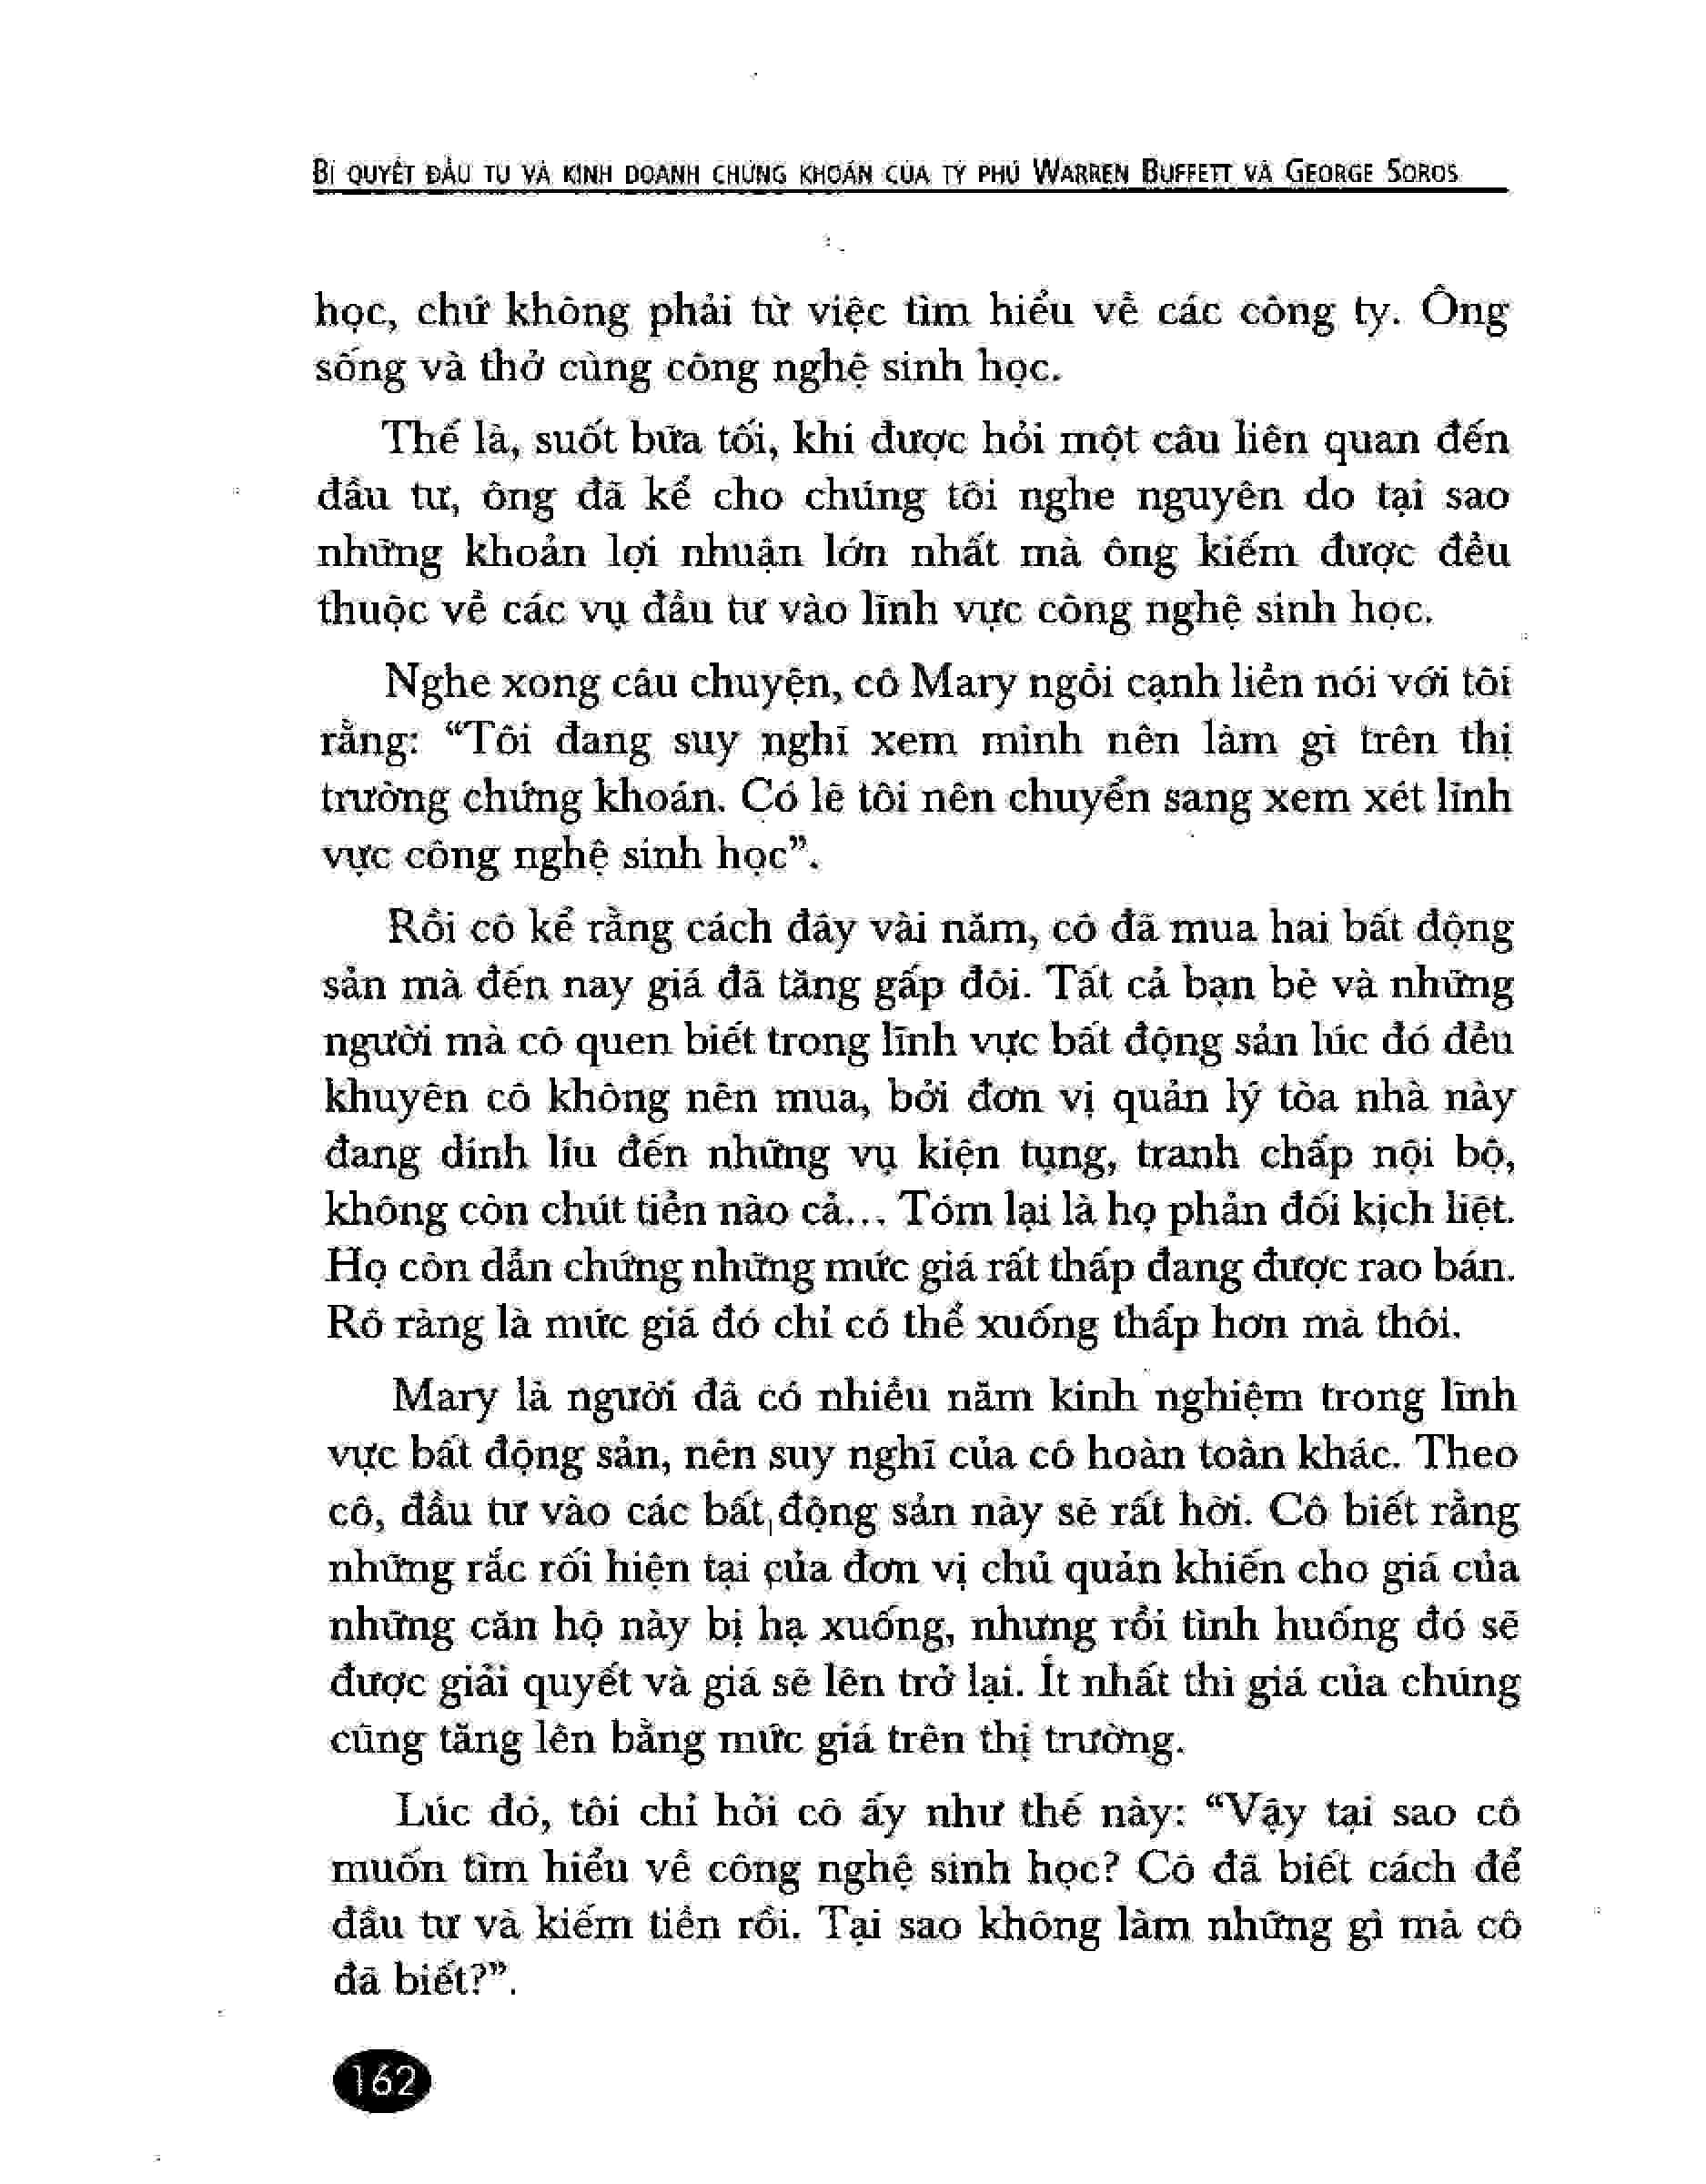 BÍ QUYẾT ĐẦU TƯ VÀ KINH DOANH CHỨNG KHOÁN CỦA TỶ PHÚ WARREN BUFFETT VÀ GEORGE SOROS
học, chứ không phải từ việc tìm hiểu về các công ty. Ông
sống và thở cùng công nghệ sinh học.
Thế là, suốt bữa tối, khi được hỏi một câu liên quan đến
đầu tư, ông đã kể cho chúng tôi nghe nguyên do tại sao
những khoản lợi nhuận lớn nhất mà ông kiếm được đều
thuộc về các vụ đầu tư vào lĩnh vực công nghệ sinh học.
Nghe xong câu chuyện, cô Mary ngồi cạnh liền nói với tôi
rằng: “Tôi đang suy nghĩ xem mình nên làm gì trên thị
trường chứng khoán. Có lẽ tôi nên chuyển sang xem xét lĩnh
vực công nghệ sinh học”.
Rồi cô kể rằng cách đây vài năm, cô đã mua hai bất động
sản mà đến nay giá đã tăng gấp đôi. Tất cả bạn bè và những
người mà cô quen biết trong lĩnh vực bất động sản lúc đó đều
khuyên cô không nên mua, bởi đơn vị quản lý tòa nhà này
đang dính líu đến những vụ kiện tụng, tranh chấp nội bộ,
không còn chút tiền nào cả... Tóm lại là họ phản đối kịch liệt.
Họ còn dẫn chứng những mức giá rất thấp đang được rao bán.
Rõ ràng là mức giá đó chỉ có thể xuống thấp hơn mà thôi.
Mary là người đã có nhiều năm kinh nghiệm trong lĩnh
vực bất động sản, nên suy nghĩ của cô hoàn toàn khác. Theo
cô, đầu tư vào các bất động sản này sẽ rất hời. Cô biết rằng
những rắc rối hiện tại của đơn vị chủ quản khiến cho giá của
những căn hộ này bị hạ xuống, nhưng rồi tình huống đó sẽ
được giải quyết và giá sẽ lên trở lại. Ít nhất thì giá của chúng
cũng tăng lên bằng mức giá trên thị trường.
Lúc đó, tôi chỉ hỏi cô ấy như thế này: “Vậy tại sao cô
muốn tìm hiểu về công nghệ sinh học? Cô đã biết cách để
đầu tư và kiếm tiền rồi. Tại sao không làm những gì mà cô
đã biết?”.
162